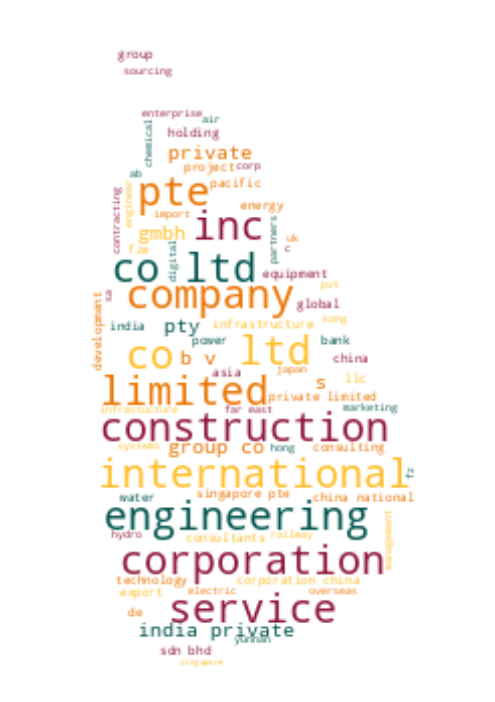 group
sourcing
enterprise
air
chemical
holding
private
project
corp
ab
pacific
pte
engineer
contracting
import
energy
inc
gmbh
partners
uk
fze
digital
c
co ltd
equipment
pvt
company
sa
global
development
india
pty
infrastructure
kong
power
bank
co
b v
ltd
china
asia
japan
s
llc
limited
private limited
infrastucture
far east
marketing
construction
systems
group co
hong
consulting
international
fz
water
singapore pte
china national
engineering
hydro
consultants
railway
management
corporation
technology
corporation china
export
electric
overseas
service
de
india private
yunnan
sdn bhd
singapore